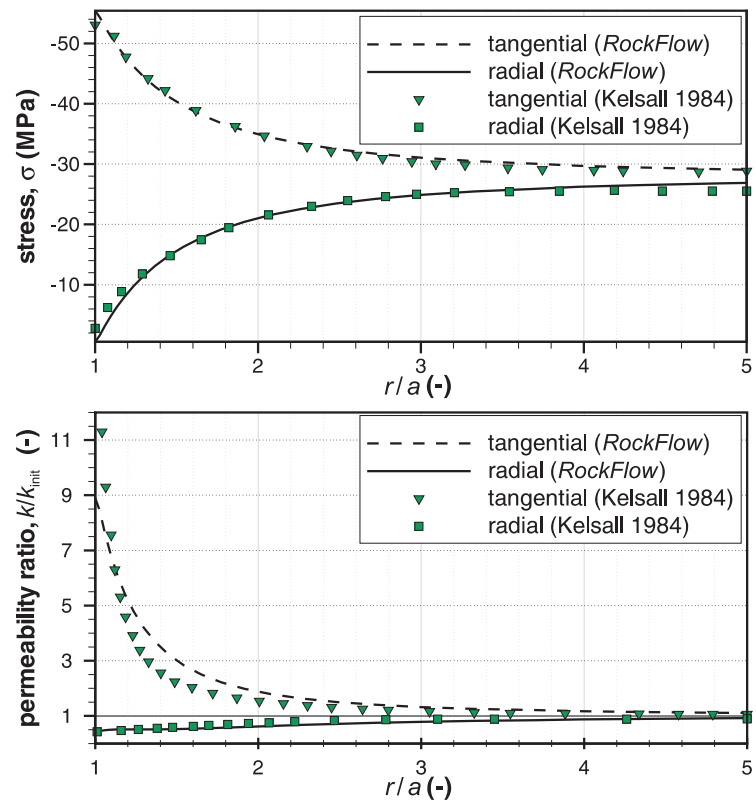 -50
-40
-30
-20
-10
stress, σ (MPa)
tangential (RockFlow)
radial (RockFlow)
tangential (Kelsall 1984)
radial (Kelsall 1984)
1 2 3 4 5
r/a (-)
11
9
7
5
3
1
permeability ratio, k/kinit (-)
tangential (RockFlow)
radial (RockFlow)
tangential (Kelsall 1984)
radial (Kelsall 1984)
1 2 3 4 5
r/a (-)